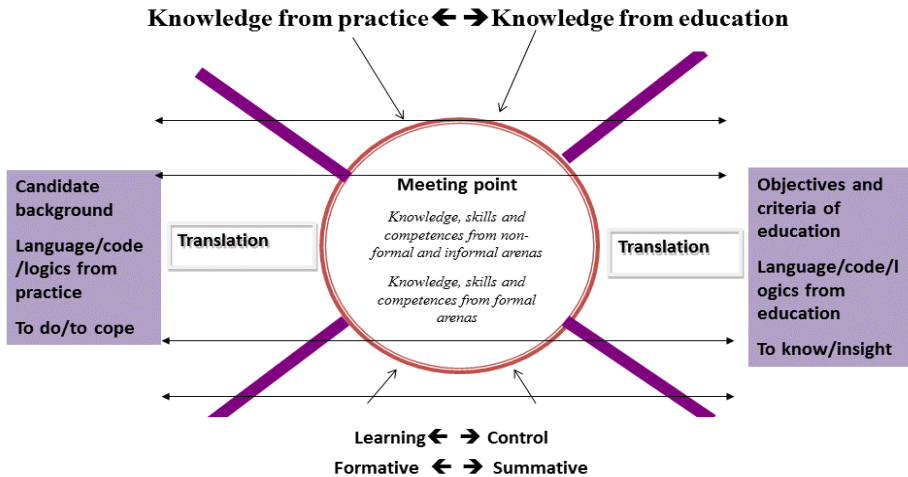 Knowledge from practice🡸 🡺Knowledge from education
Candidate
background
Language/code
/logics from
practice
To do/to cope
Translation
Meeting point
Knowledge, skills and
competences from non-
formal and informal arenas
Knowledge, skills and
competences from formal
arenas
Translation
Objectives and
criteria of
education
Language/code/l
ogics from
education
To know/insight
Learning🡸 🡺 Control
Formative 🡸 🡺 Summative